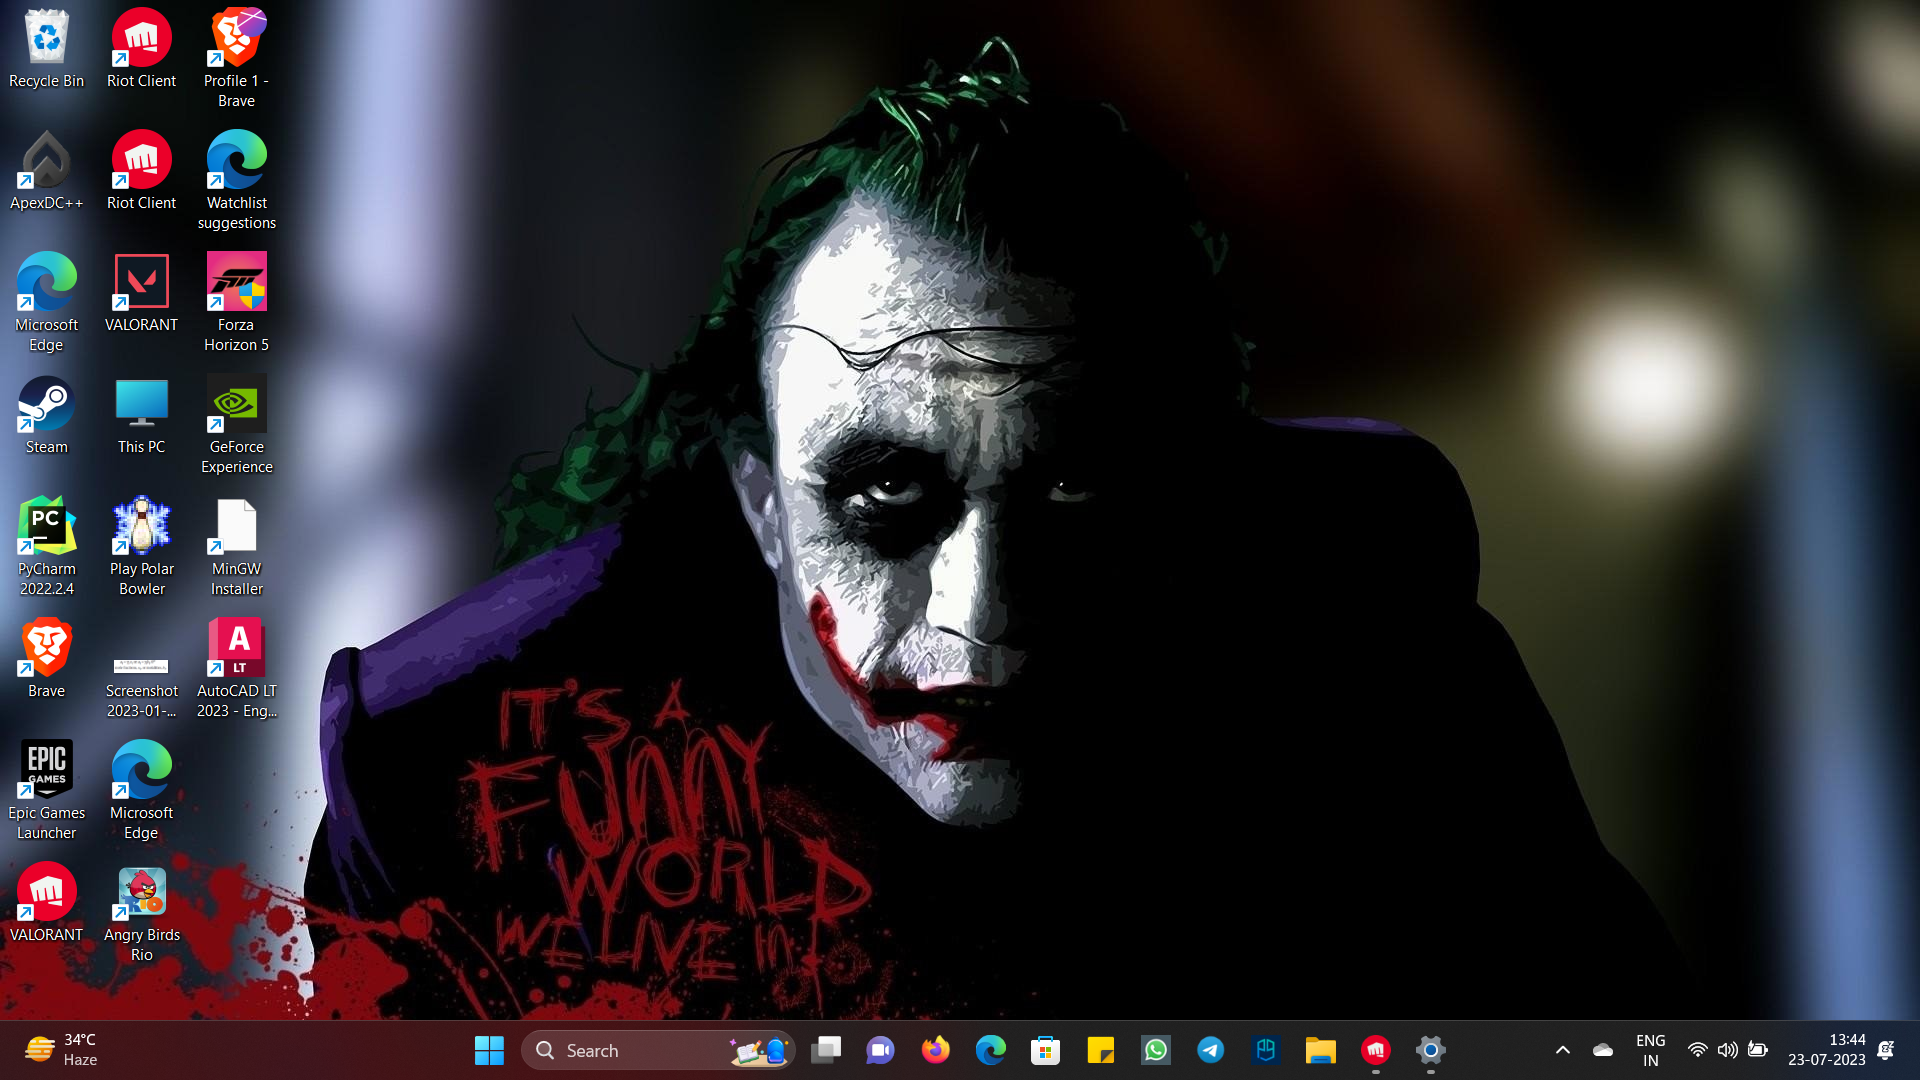 Recycle Bin
Riot Client
Profile 1 -
Brave
ApexDC++
Riot Client
Watchlist
suggestions
Microsoft
Edge
VALORANT
Forza
Horizon 5
Steam
This PC
GeForce
Experience
PC
PyCharm
2022.2.4
Play Polar
Bowler
MinGW
Installer
Brave
Screenshot
2023-01-...
A
LT
AutoCAD LT
2023 - Eng...
EPIC
GAMES
Epic Games
Launcher
Microsoft
Edge
VALORANT
RIO
Angry Birds
Rio
IT'S A
FUNNY
WORLD
WE LIVE IN
34°C
Haze
Search
ENG
IN
13:44
23-07-2023